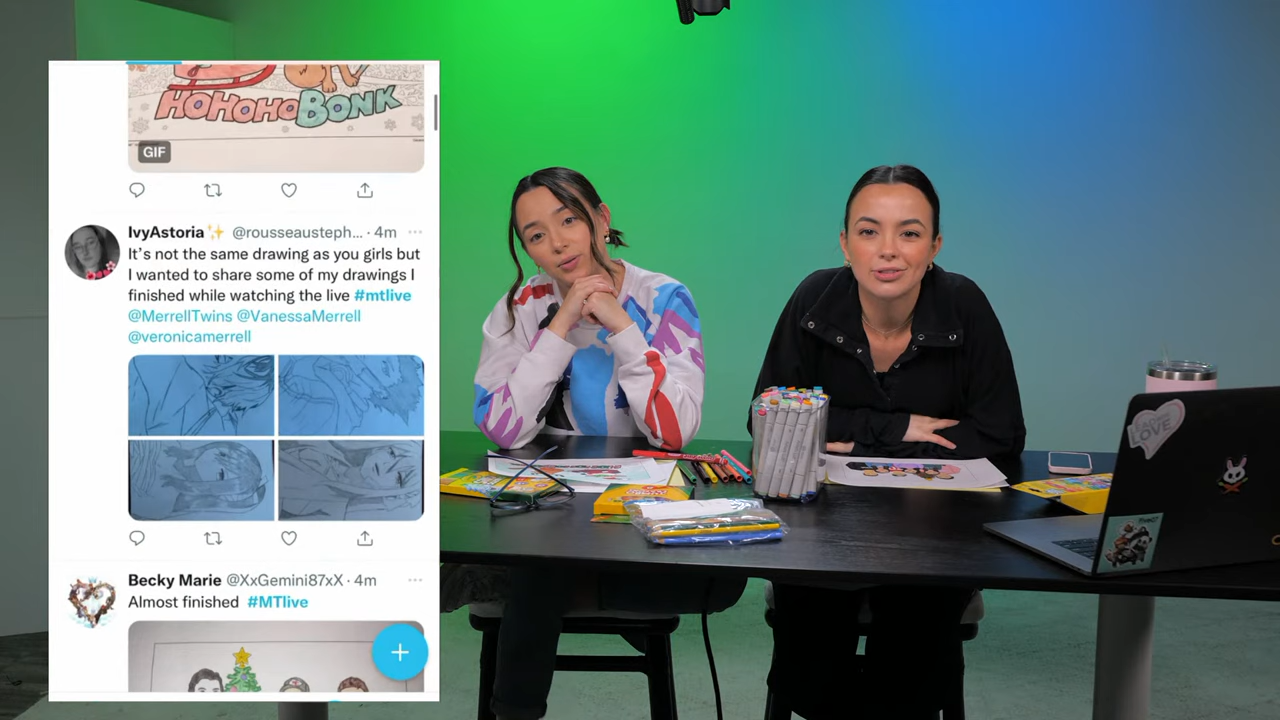 HOHOHOBONK
GIF
IvyAstoria✨ @rousseausteph... · 4m
It's not the same drawing as you girls but
I wanted to share some of my drawings I
finished while watching the live #mtlive
@MerrellTwins @VanessaMerrell
@veronicamerrell
Becky Marie @XxGemini87xX · 4m
Almost finished #MTlive
LOVE